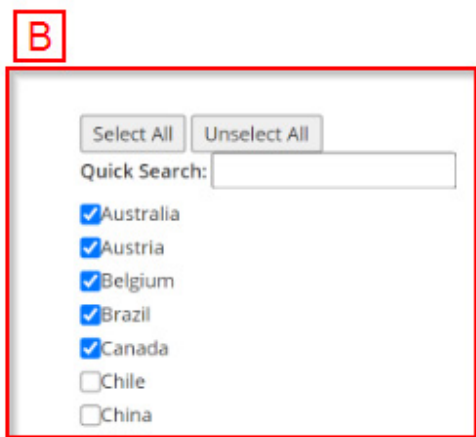 B
Select All Unselect All
Quick Search:
Australia
Austria
Belgium
Brazil
Canada
Chile
China